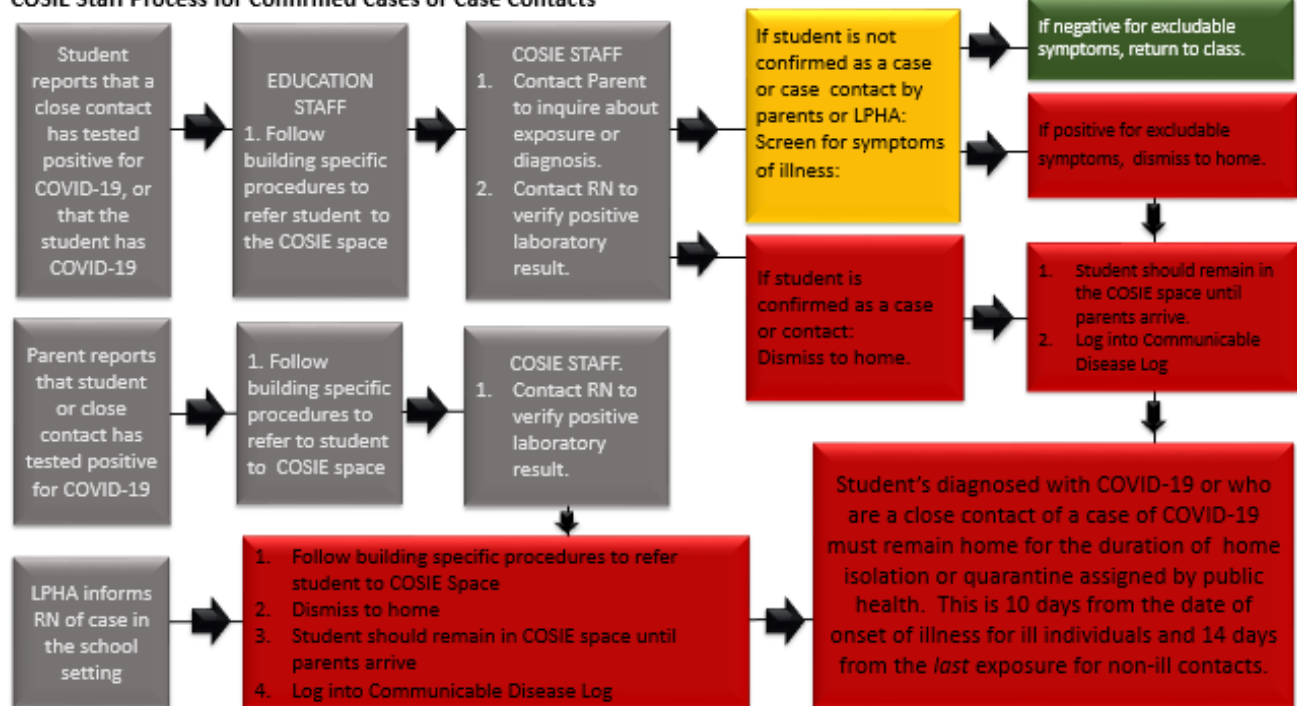 COSIE Staff Process for Confirmed Cases or Case Contacts
Student
reports that a
close contact
has tested
positive for
COVID-19, or
that the
student has
COVID-19
EDUCATION
STAFF
1. Follow
building specific
procedures to
refer student to
the COSIE space
COSIE STAFF
1. Contact Parent
to inquire about
exposure or
diagnosis.
2. Contact RN to
verify positive
laboratory
result.
If student is not
confirmed as a case
or case contact by
parents or LPHA:
Screen for symptoms
of illness:
If negative for excludable
symptoms, return to class.
If positive for excludable
symptoms, dismiss to home.
If student is
confirmed as a case
or contact:
Dismiss to home.
1. Student should remain in
the COSIE space until
parents arrive.
2. Log into Communicable
Disease Log
Parent reports
that student
or close
contact has
tested positive
for COVID-19
1. Follow
building specific
procedures to
refer to student
to COSIE space
COSIE STAFF.
1. Contact RN to
verify positive
laboratory
result.
LPHA informs
RN of case in
the school
setting
1. Follow building specific procedures to refer
student to COSIE Space
2. Dismiss to home
3. Student should remain in COSIE space until
parents arrive
4. Log into Communicable Disease Log
Student's diagnosed with COVID-19 or who
are a close contact of a case of COVID-19
must remain home for the duration of home
isolation or quarantine assigned by public
health. This is 10 days from the date of
onset of illness for ill individuals and 14 days
from the last exposure for non-ill contacts.